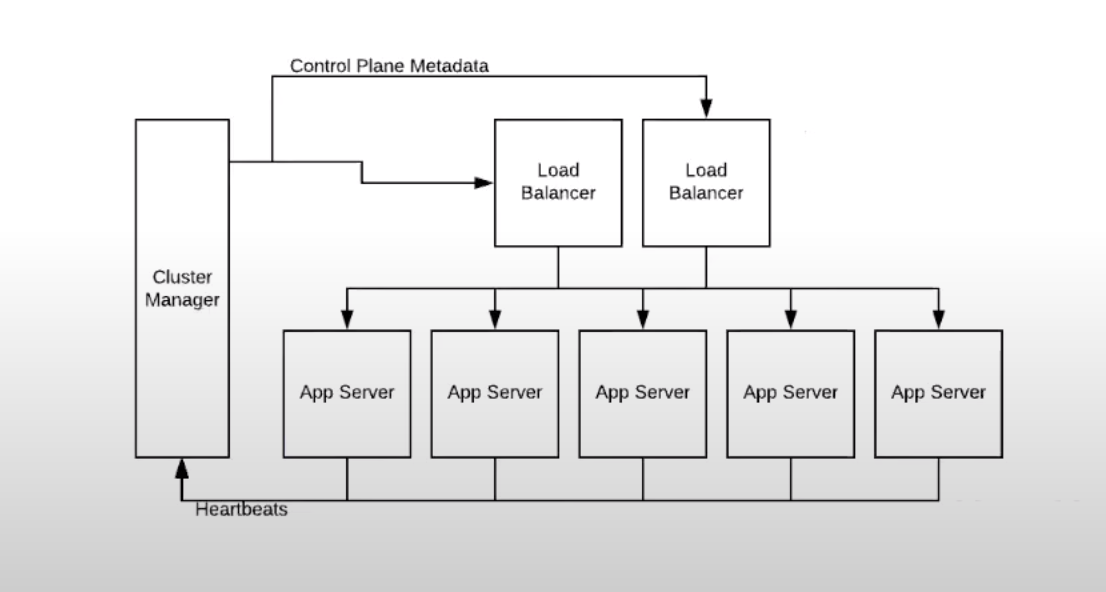 Control Plane Metadata
Load
Balancer
Load
Balancer
Cluster
Manager
App Server
App Server
App Server
App Server
App Server
Heartbeats